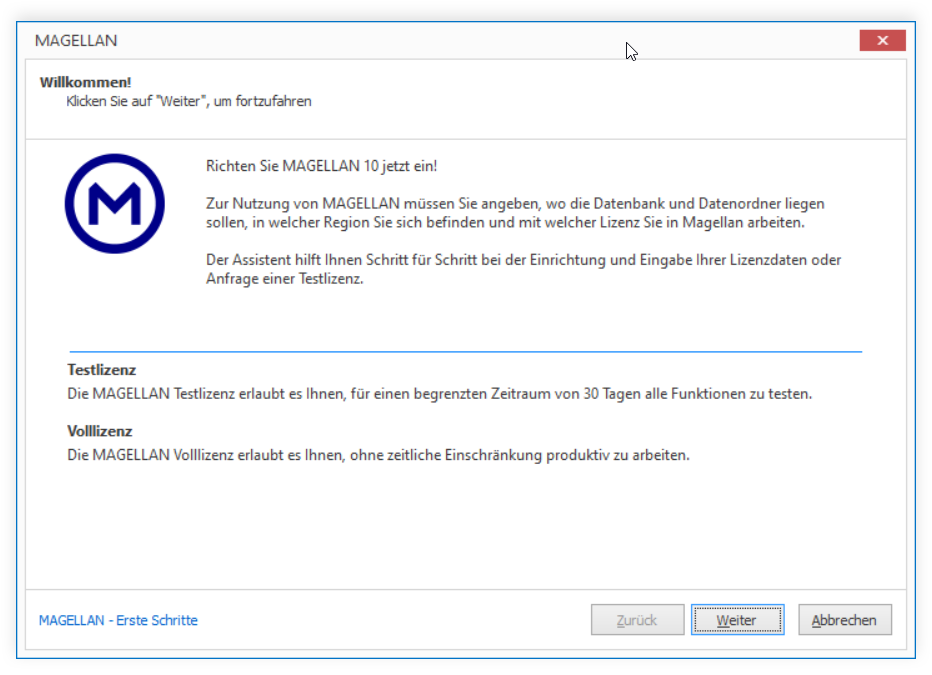 MAGELLAN
Willkommen!
Klicken Sie auf "Weiter", um fortzufahren
M
Richten Sie MAGELLAN 10 jetzt ein!
Zur Nutzung von MAGELLAN müssen Sie angeben, wo die Datenbank und Datenordner liegen
sollen, in welcher Region Sie sich befinden und mit welcher Lizenz Sie in Magellan arbeiten.
Der Assistent hilft Ihnen Schritt für Schritt bei der Einrichtung und Eingabe Ihrer Lizenzdaten oder
Anfrage einer Testlizenz.
Testlizenz
Die MAGELLAN Testlizenz erlaubt es Ihnen, für einen begrenzten Zeitraum von 30 Tagen alle Funktionen zu testen.
Volllizenz
Die MAGELLAN Volllizenz erlaubt es Ihnen, ohne zeitliche Einschränkung produktiv zu arbeiten.
MAGELLAN - Erste Schritte
Zurück
Weiter
Abbrechen